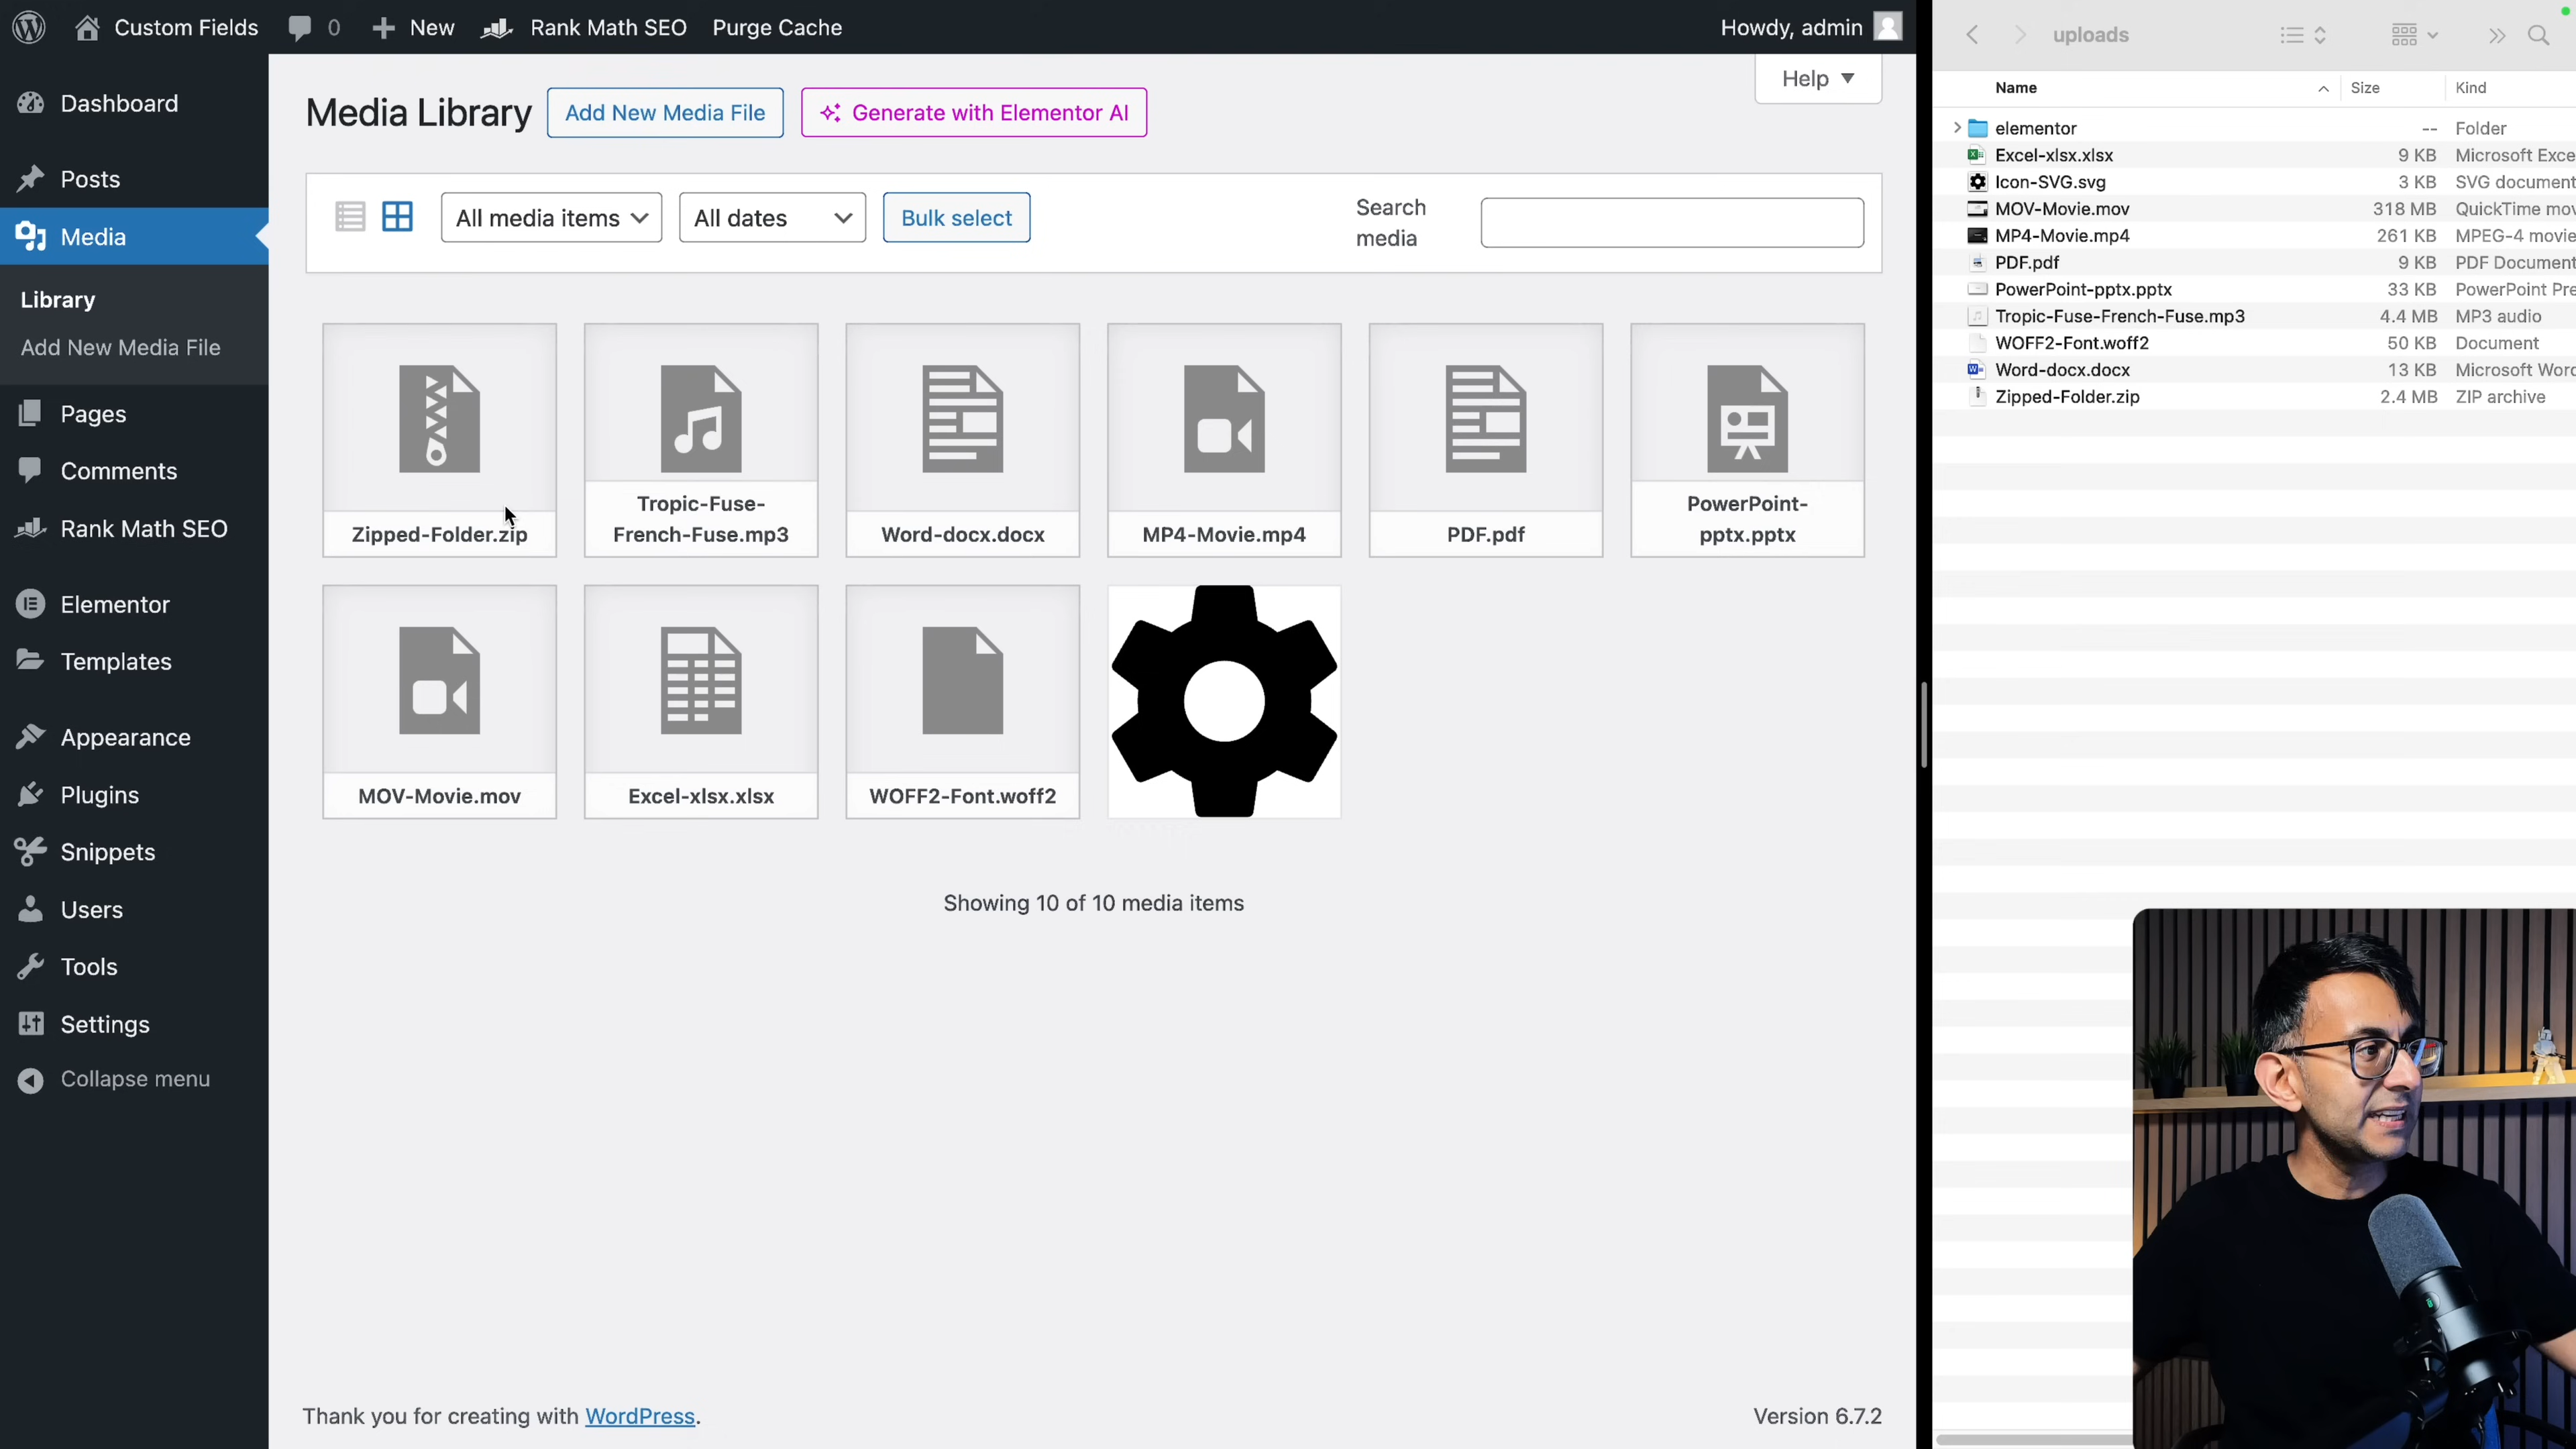 Custom Fields 0 New Rank Math SEO Purge Cache Howdy, admin
Dashboard
Posts
Media
Library
Add New Media File
Pages
Comments
Rank Math SEO
Elementor
Templates
Appearance
Plugins
Snippets
Users
Tools
Settings
Collapse menu
Help
Media Library Add New Media File Generate with Elementor AI
All media items All dates Bulk select
Search
media
Zipped-Folder.zip
Tropic-Fuse-
French-Fuse.mp3
Word-docx.docx
MP4-Movie.mp4
PDF.pdf
PowerPoint-
pptx.pptx
MOV-Movie.mov
Excel-xlsx.xlsx
WOFF2-Font.woff2
Showing 10 of 10 media items
Thank you for creating with WordPress.
Version 6.7.2
uploads
Name Size Kind
elementor -- Folder
Excel-xlsx.xlsx 9 KB Microsoft Exce
Icon-SVG.svg 3 KB SVG document
MOV-Movie.mov 318 MB QuickTime mov
MP4-Movie.mp4 261 KB MPEG-4 movie
PDF.pdf 9 KB PDF Document
PowerPoint-pptx.pptx 33 KB PowerPoint Pre
Tropic-Fuse-French-Fuse.mp3 4.4 MB MP3 audio
WOFF2-Font.woff2 50 KB Document
Word-docx.docx 13 KB Microsoft Word
Zipped-Folder.zip 2.4 MB ZIP archive